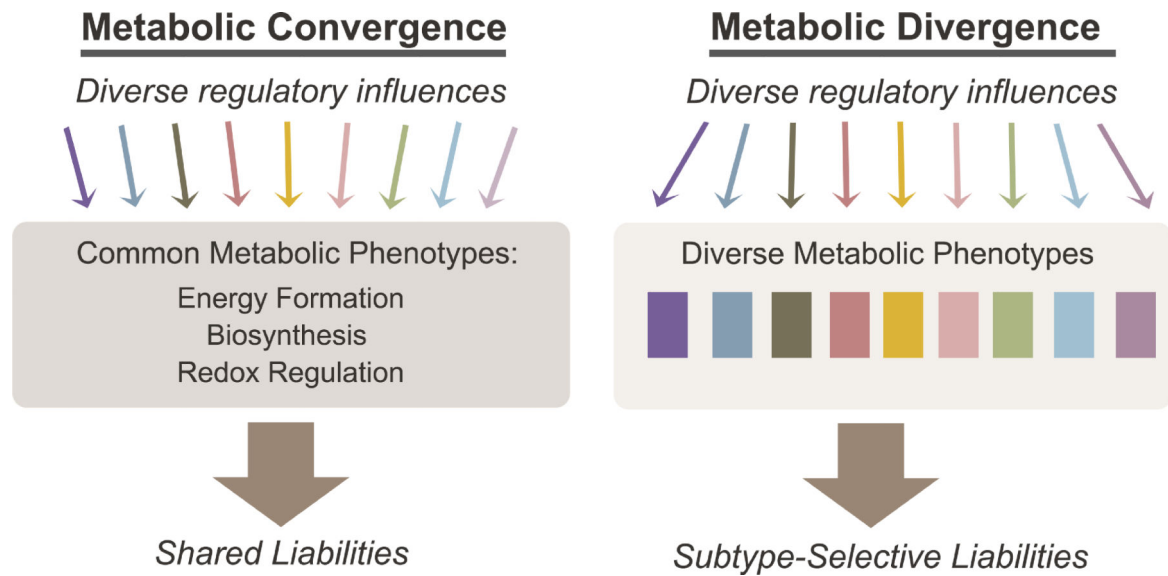 Metabolic Convergence
Diverse regulatory influences
Common Metabolic Phenotypes:
Energy Formation
Biosynthesis
Redox Regulation
Shared Liabilities
Metabolic Divergence
Diverse regulatory influences
Diverse Metabolic Phenotypes
Subtype-Selective Liabilities